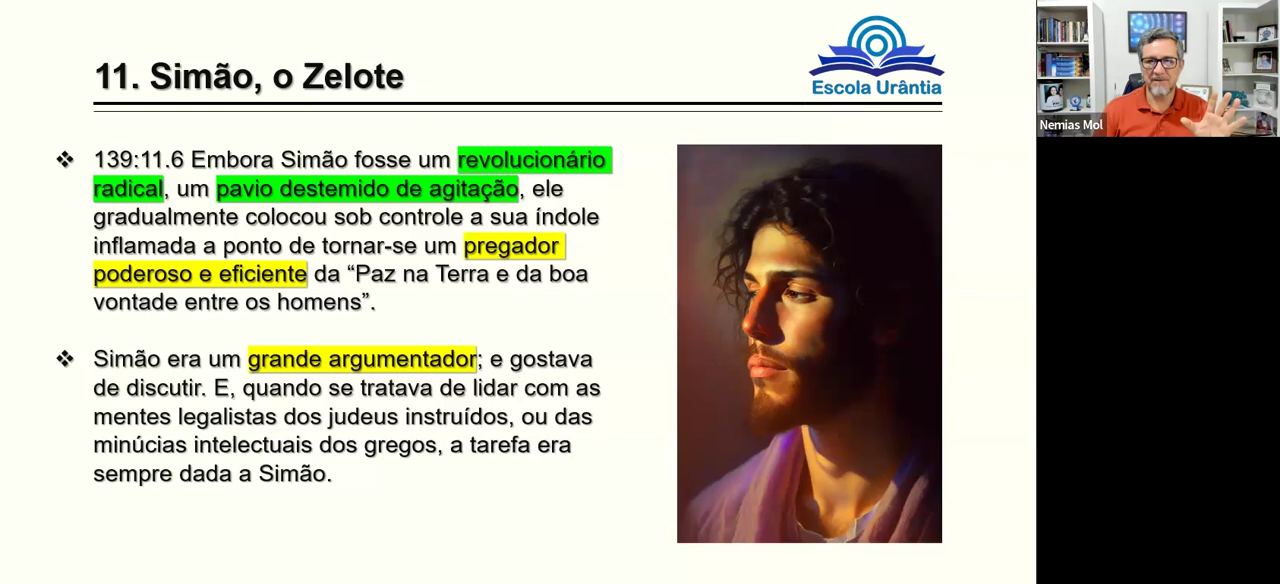 11. Simão, o Zelote
Escola Urântia
Nemias Mol
❖ 139:11.6 Embora Simão fosse um revolucionário
radical, um pavio destemido de agitação, ele
gradualmente colocou sob controle a sua índole
inflamada a ponto de tornar-se um pregador
poderoso e eficiente da “Paz na Terra e da boa
vontade entre os homens”.
❖ Simão era um grande argumentador; e gostava
de discutir. E, quando se tratava de lidar com as
mentes legalistas dos judeus instruídos, ou das
minúcias intelectuais dos gregos, a tarefa era
sempre dada a Simão.